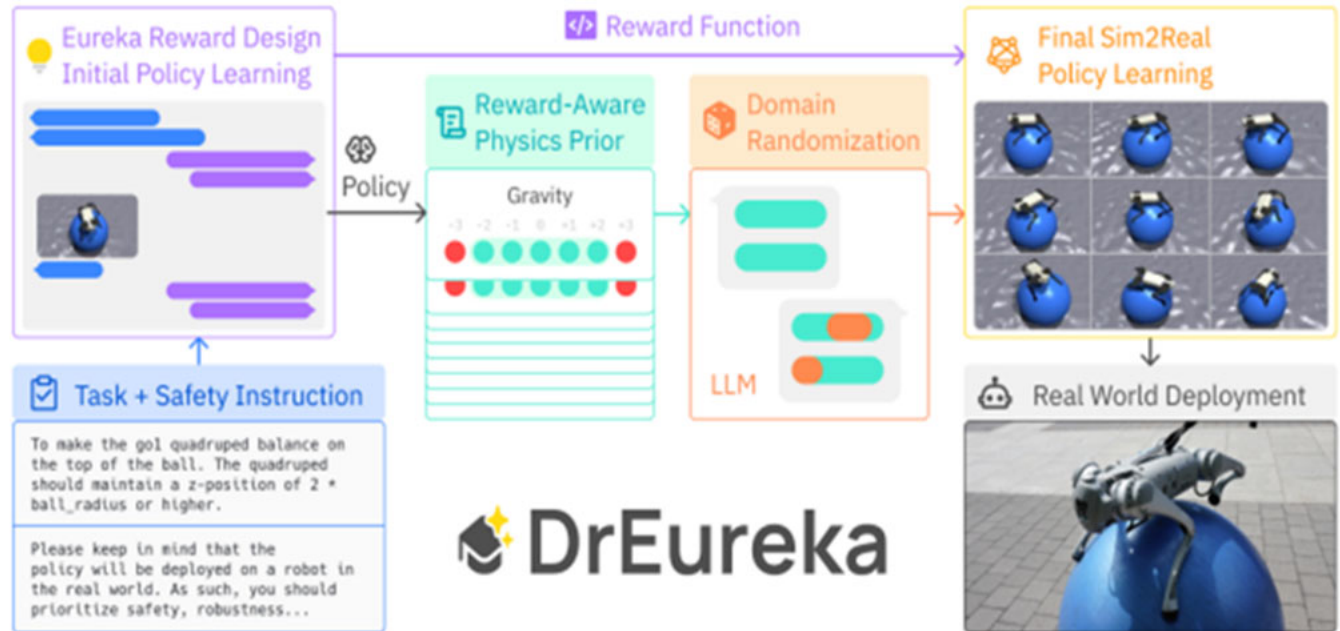 Eureka Reward Design
Initial Policy Learning
</> Reward Function
Final Sim2Real
Policy Learning
Policy
Reward-Aware
Physics Prior
Gravity
-3 -2 -1 0 +1 +2 +3
Domain
Randomization
LLM
Task + Safety Instruction
To make the go1 quadruped balance on
the top of the ball. The quadruped
should maintain a z-position of 2 *
ball_radius or higher.
Please keep in mind that the
policy will be deployed on a robot in
the real world. As such, you should
prioritize safety, robustness...
Real World Deployment
DrEureka